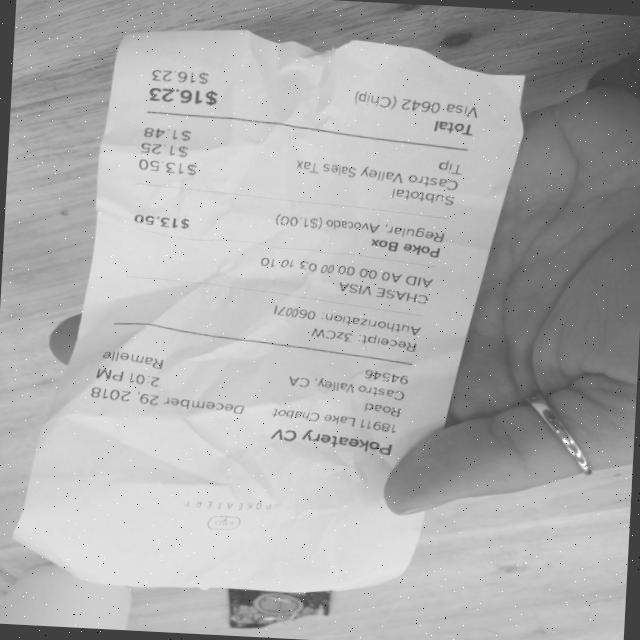 POKEATERY
Pokeatery CV
18911 Lake Chabot Road
Castro Valley, CA 94546
December 29, 2018
2:01 PM
Ramelle
Receipt: 3zCW
Authorization: 06007I
CHASE VISA
AID A0 00 00 00 03 10 10
Poke Box $13.50
Regular, Avocado ($1.00)
Subtotal $13.50
Castro Valley Sales Tax $1.25
Tip $1.48
Total $16.23
Visa 0642 (Chip) $16.23